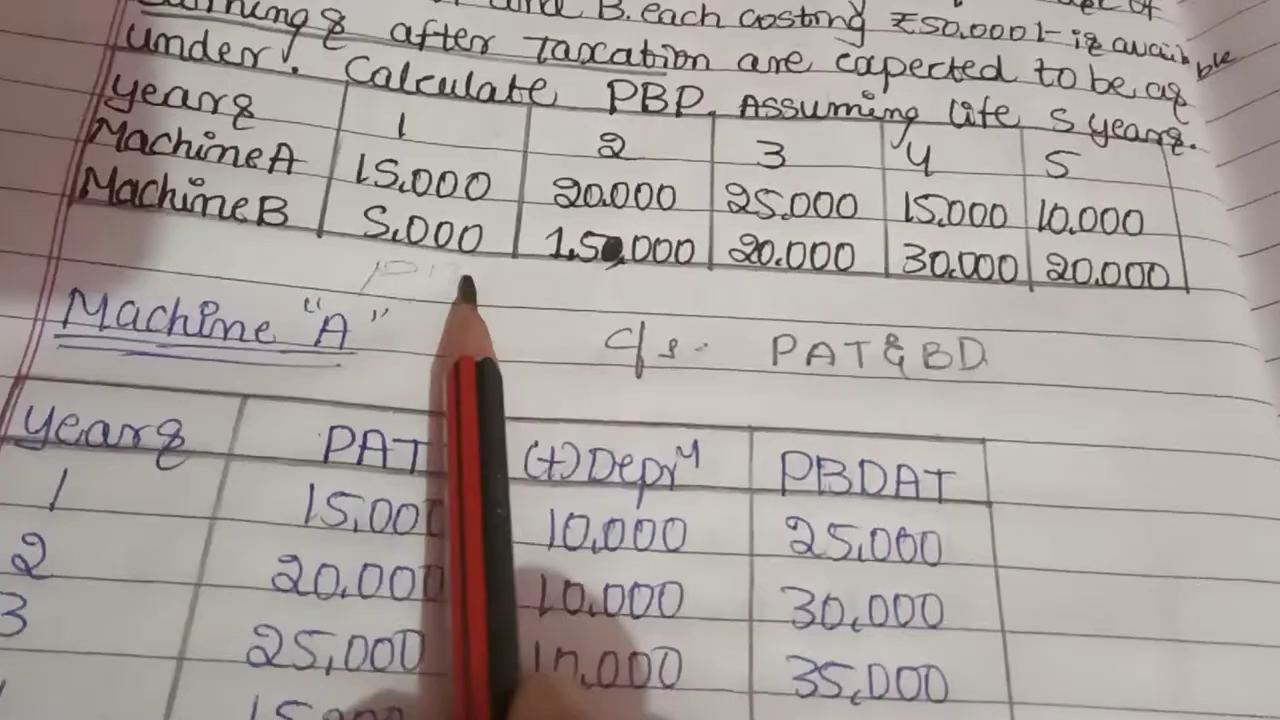 and B. each costing ₹50,000/- is available
after taxation are expected to be as
under. Calculate PBP. Assuming life 5 years.
years 1 2 3 4 5
Machine A 15,000 20,000 25,000 15,000 10,000
Machine B 5,000 15,000 20,000 30,000 20,000
Machine "A" C/s. PAT & BD
years PAT (+) Deprn PBDAT
1 15,000 10,000 25,000
2 20,000 10,000 30,000
3 25,000 10,000 35,000